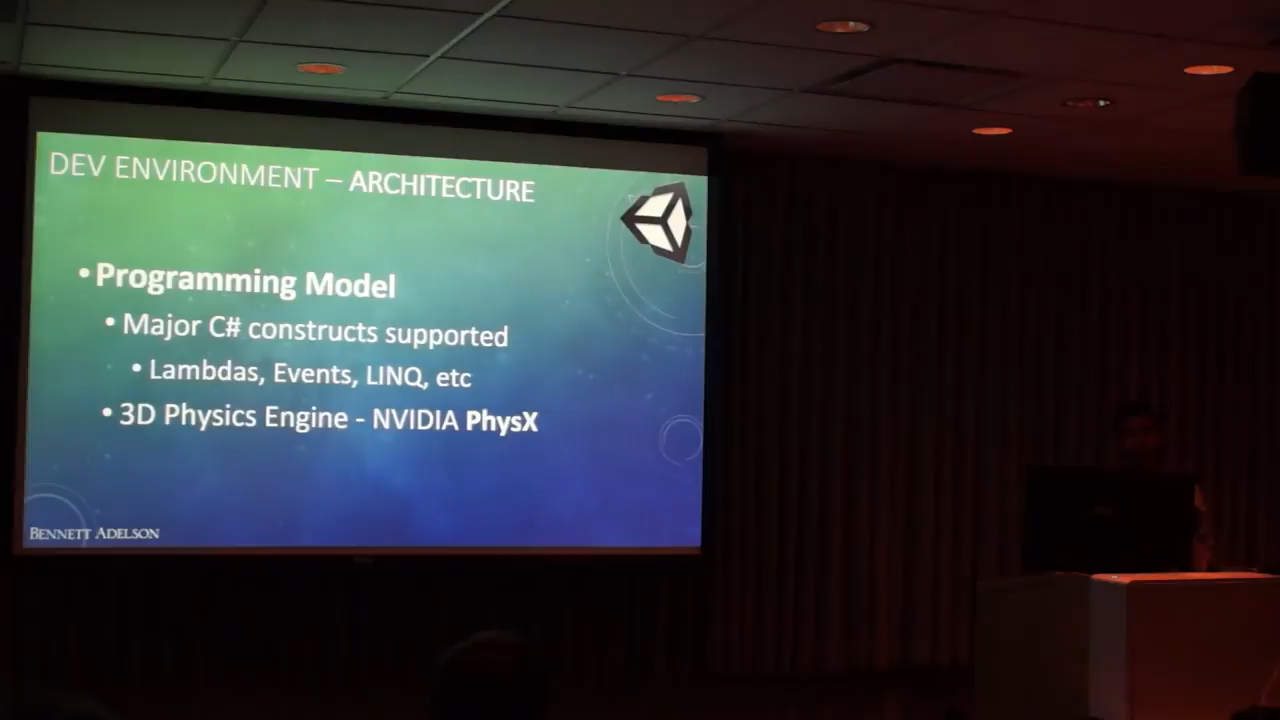 DEV ENVIRONMENT – ARCHITECTURE
• Programming Model
• Major C# constructs supported
• Lambdas, Events, LINQ, etc
• 3D Physics Engine - NVIDIA PhysX
BENNETT ADELSON